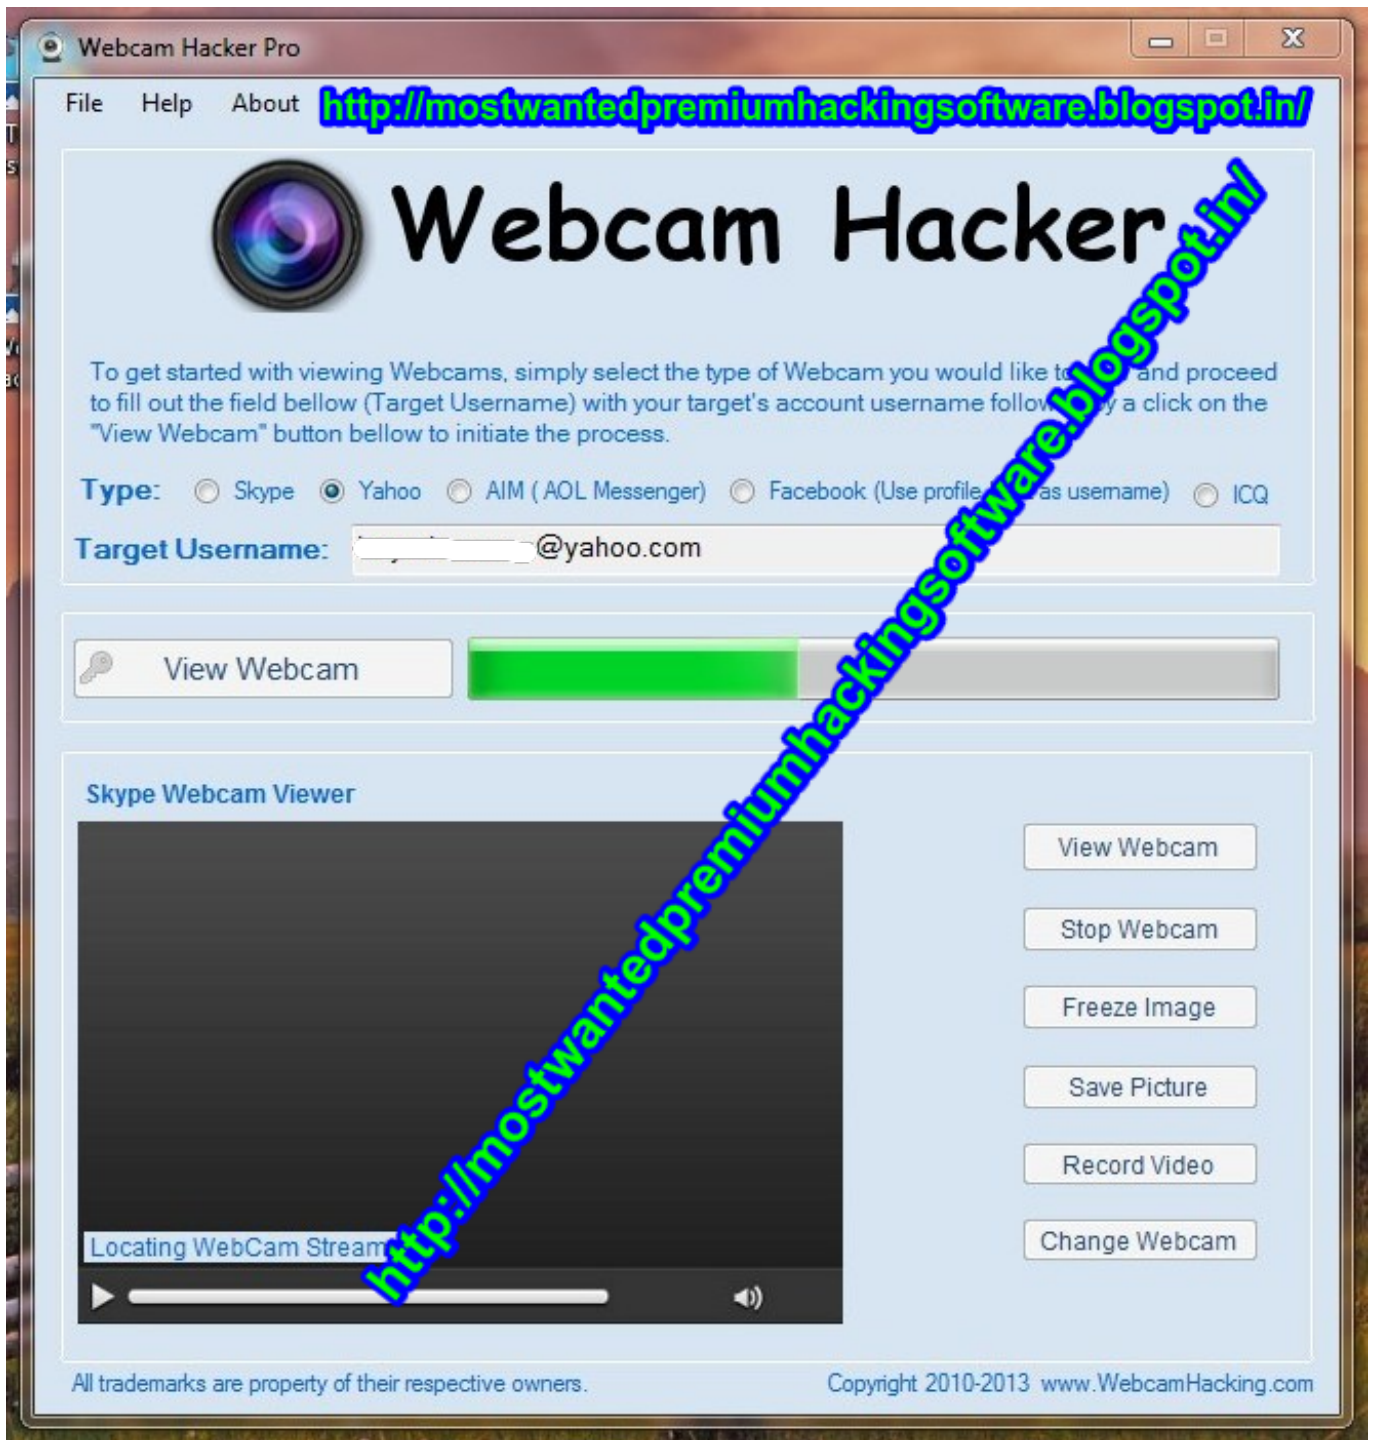 Webcam Hacker Pro
File Help About http://mostwantedpremiumhackingsoftware.blogspot.in/
Webcam Hacker
To get started with viewing Webcams, simply select the type of Webcam you would like to and proceed
to fill out the field bellow (Target Username) with your target's account username follow y a click on the
"View Webcam" button bellow to initiate the process.
Type: Skype Yahoo AIM ( AOL Messenger) Facebook (Use profile as username) ICQ
Target Username: @yahoo.com
View Webcam
http://mostwantedpremiumhackingsoftware.blogspot.in/
Skype Webcam Viewer
View Webcam
Stop Webcam
Freeze Image
Save Picture
Record Video
Change Webcam
Locating WebCam Stream
All trademarks are property of their respective owners. Copyright 2010-2013 www.WebcamHacking.com